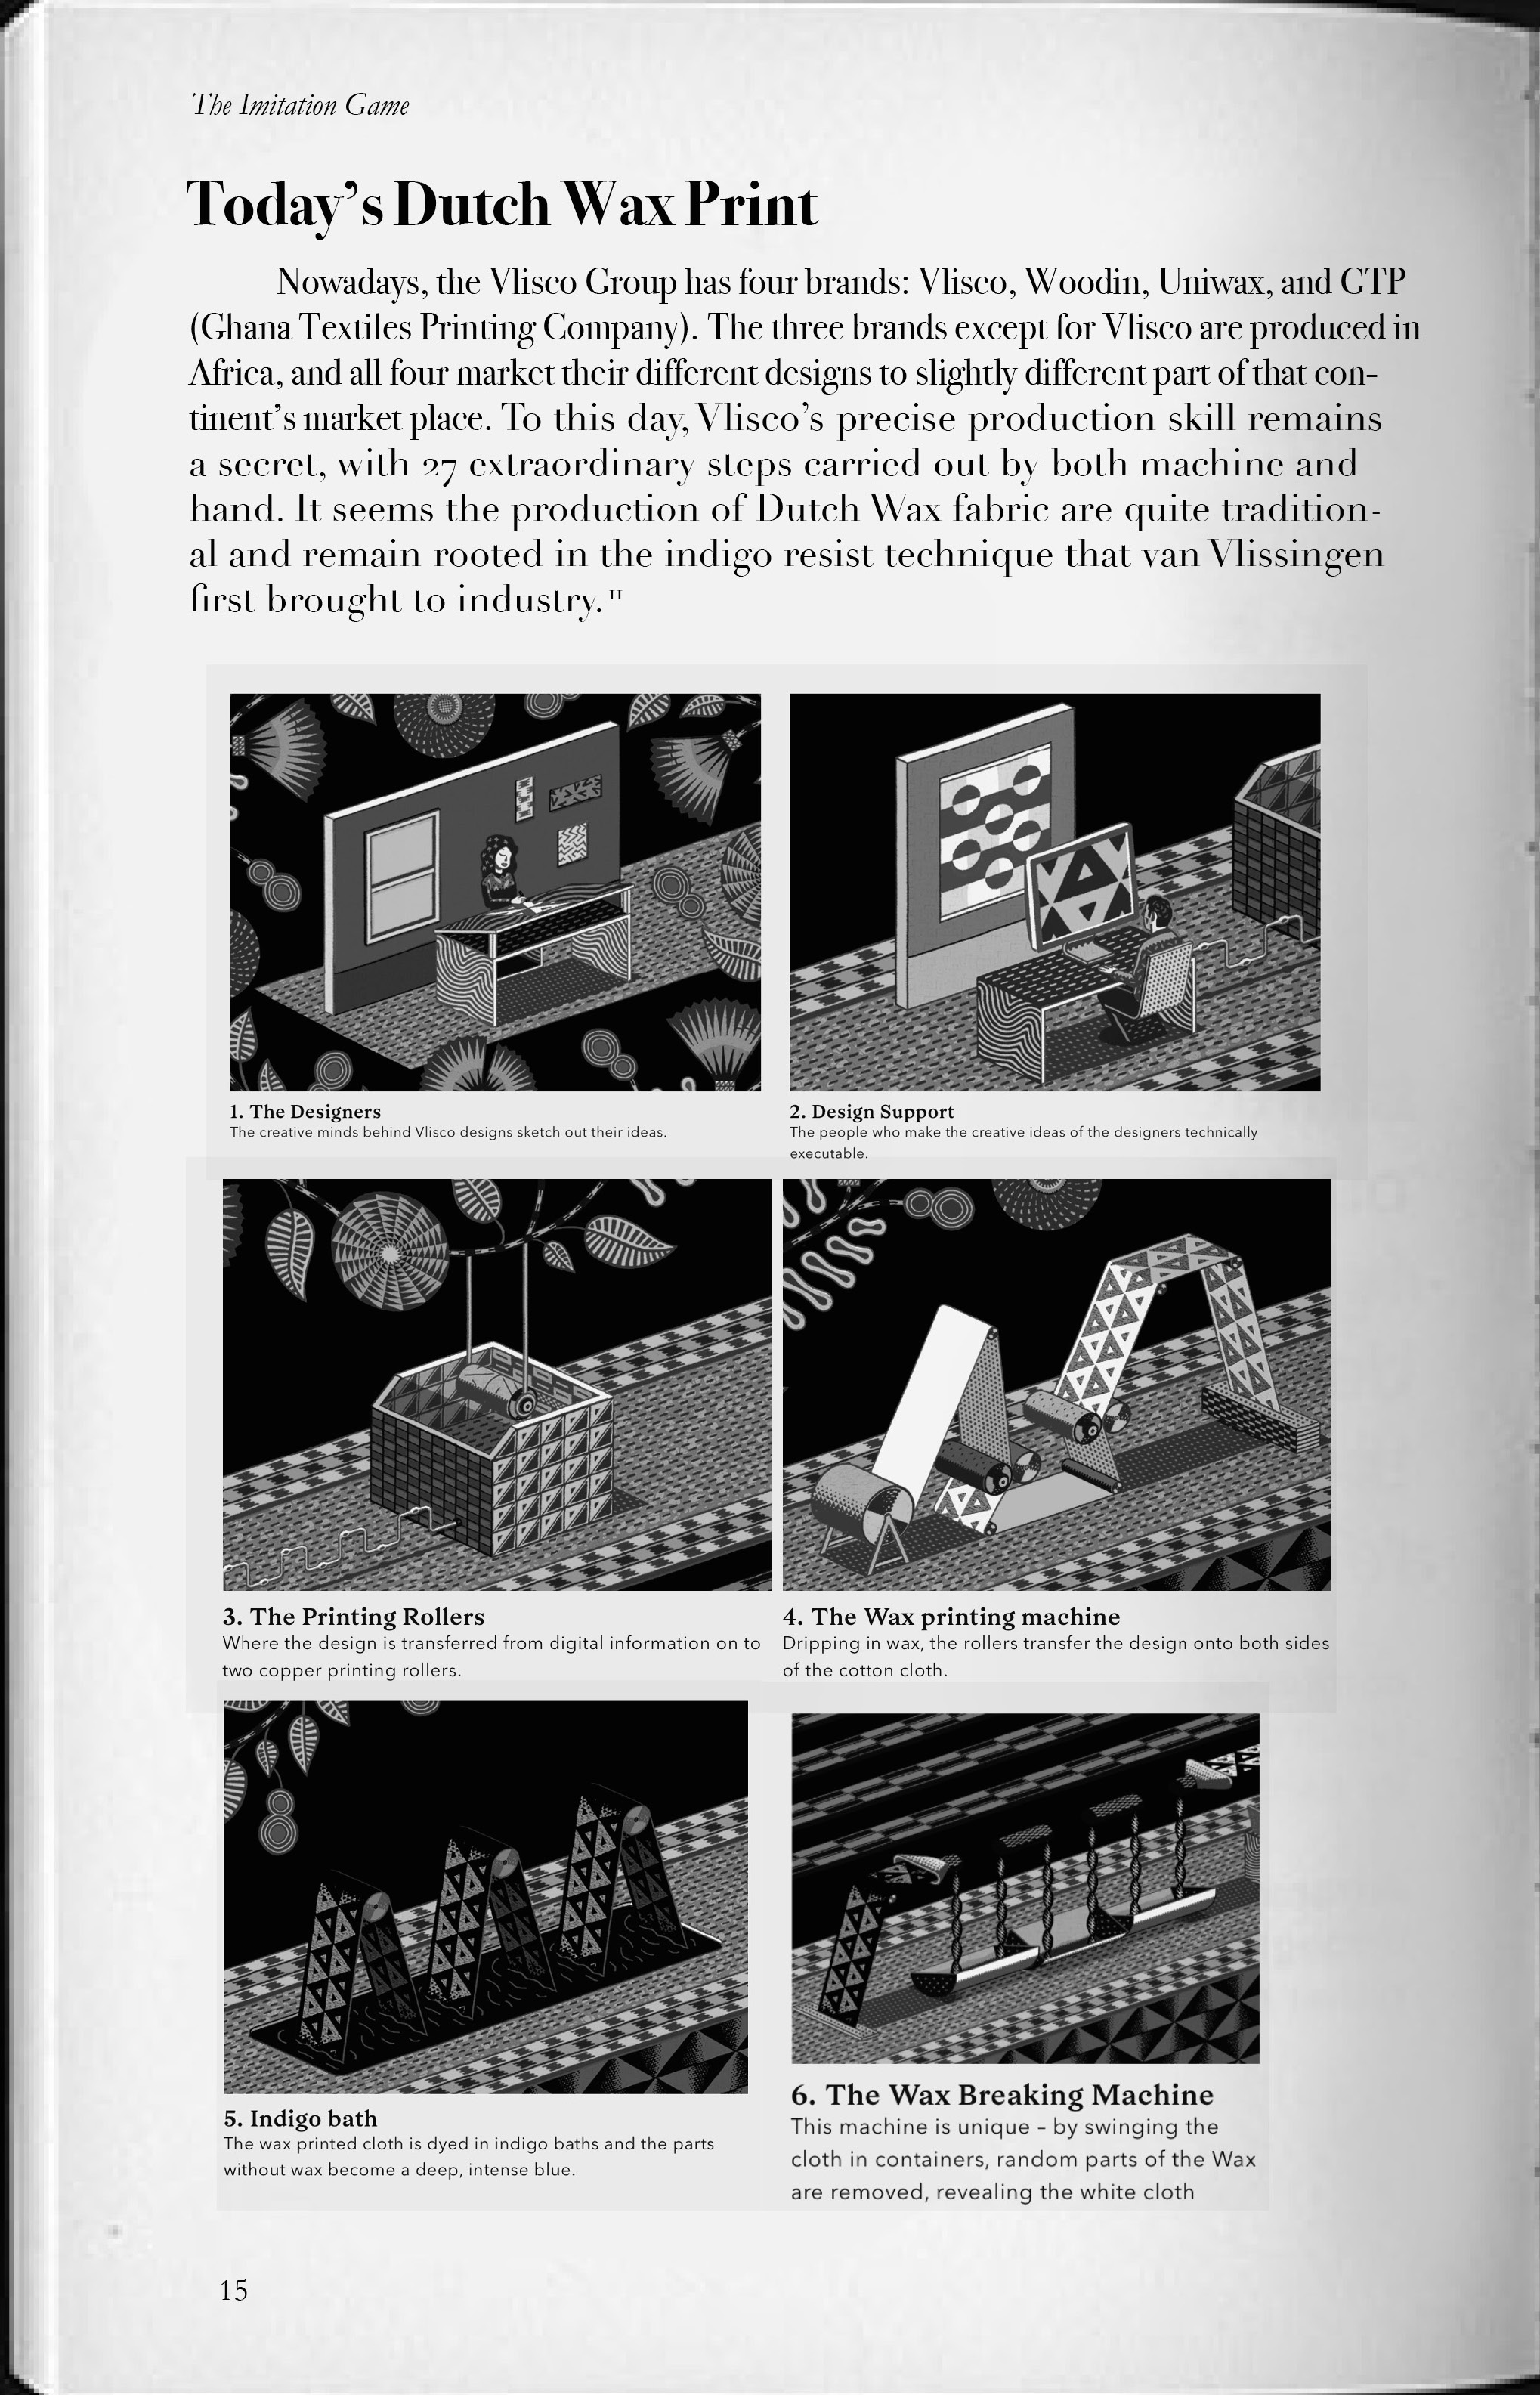 The Imitation Game
Today's Dutch Wax Print
Nowadays, the Vlisco Group has four brands: Vlisco, Woodin, Uniwax, and GTP
(Ghana Textiles Printing Company). The three brands except for Vlisco are produced in
Africa, and all four market their different designs to slightly different part of that con-
tinent's market place. To this day, Vlisco's precise production skill remains
a secret, with 27 extraordinary steps carried out by both machine and
hand. It seems the production of Dutch Wax fabric are quite tradition-
al and remain rooted in the indigo resist technique that van Vlissingen
first brought to industry. 11
1. The Designers
The creative minds behind Vlisco designs sketch out their ideas.
2. Design Support
The people who make the creative ideas of the designers technically
executable.
3. The Printing Rollers
Where the design is transferred from digital information on to
two copper printing rollers.
4. The Wax printing machine
Dripping in wax, the rollers transfer the design onto both sides
of the cotton cloth.
5. Indigo bath
The wax printed cloth is dyed in indigo baths and the parts
without wax become a deep, intense blue.
6. The Wax Breaking Machine
This machine is unique – by swinging the
cloth in containers, random parts of the Wax
are removed, revealing the white cloth
15